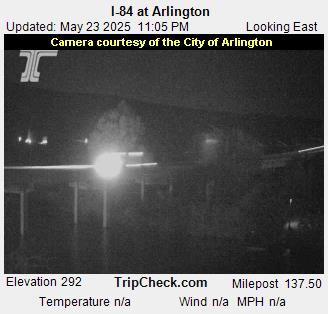 I-84 at Arlington
Updated: May 23 2025 11:05 PM Looking East
Camera courtesy of the City of Arlington
Elevation 292 TripCheck.com Milepost 137.50
Temperature n/a Wind n/a MPH n/a